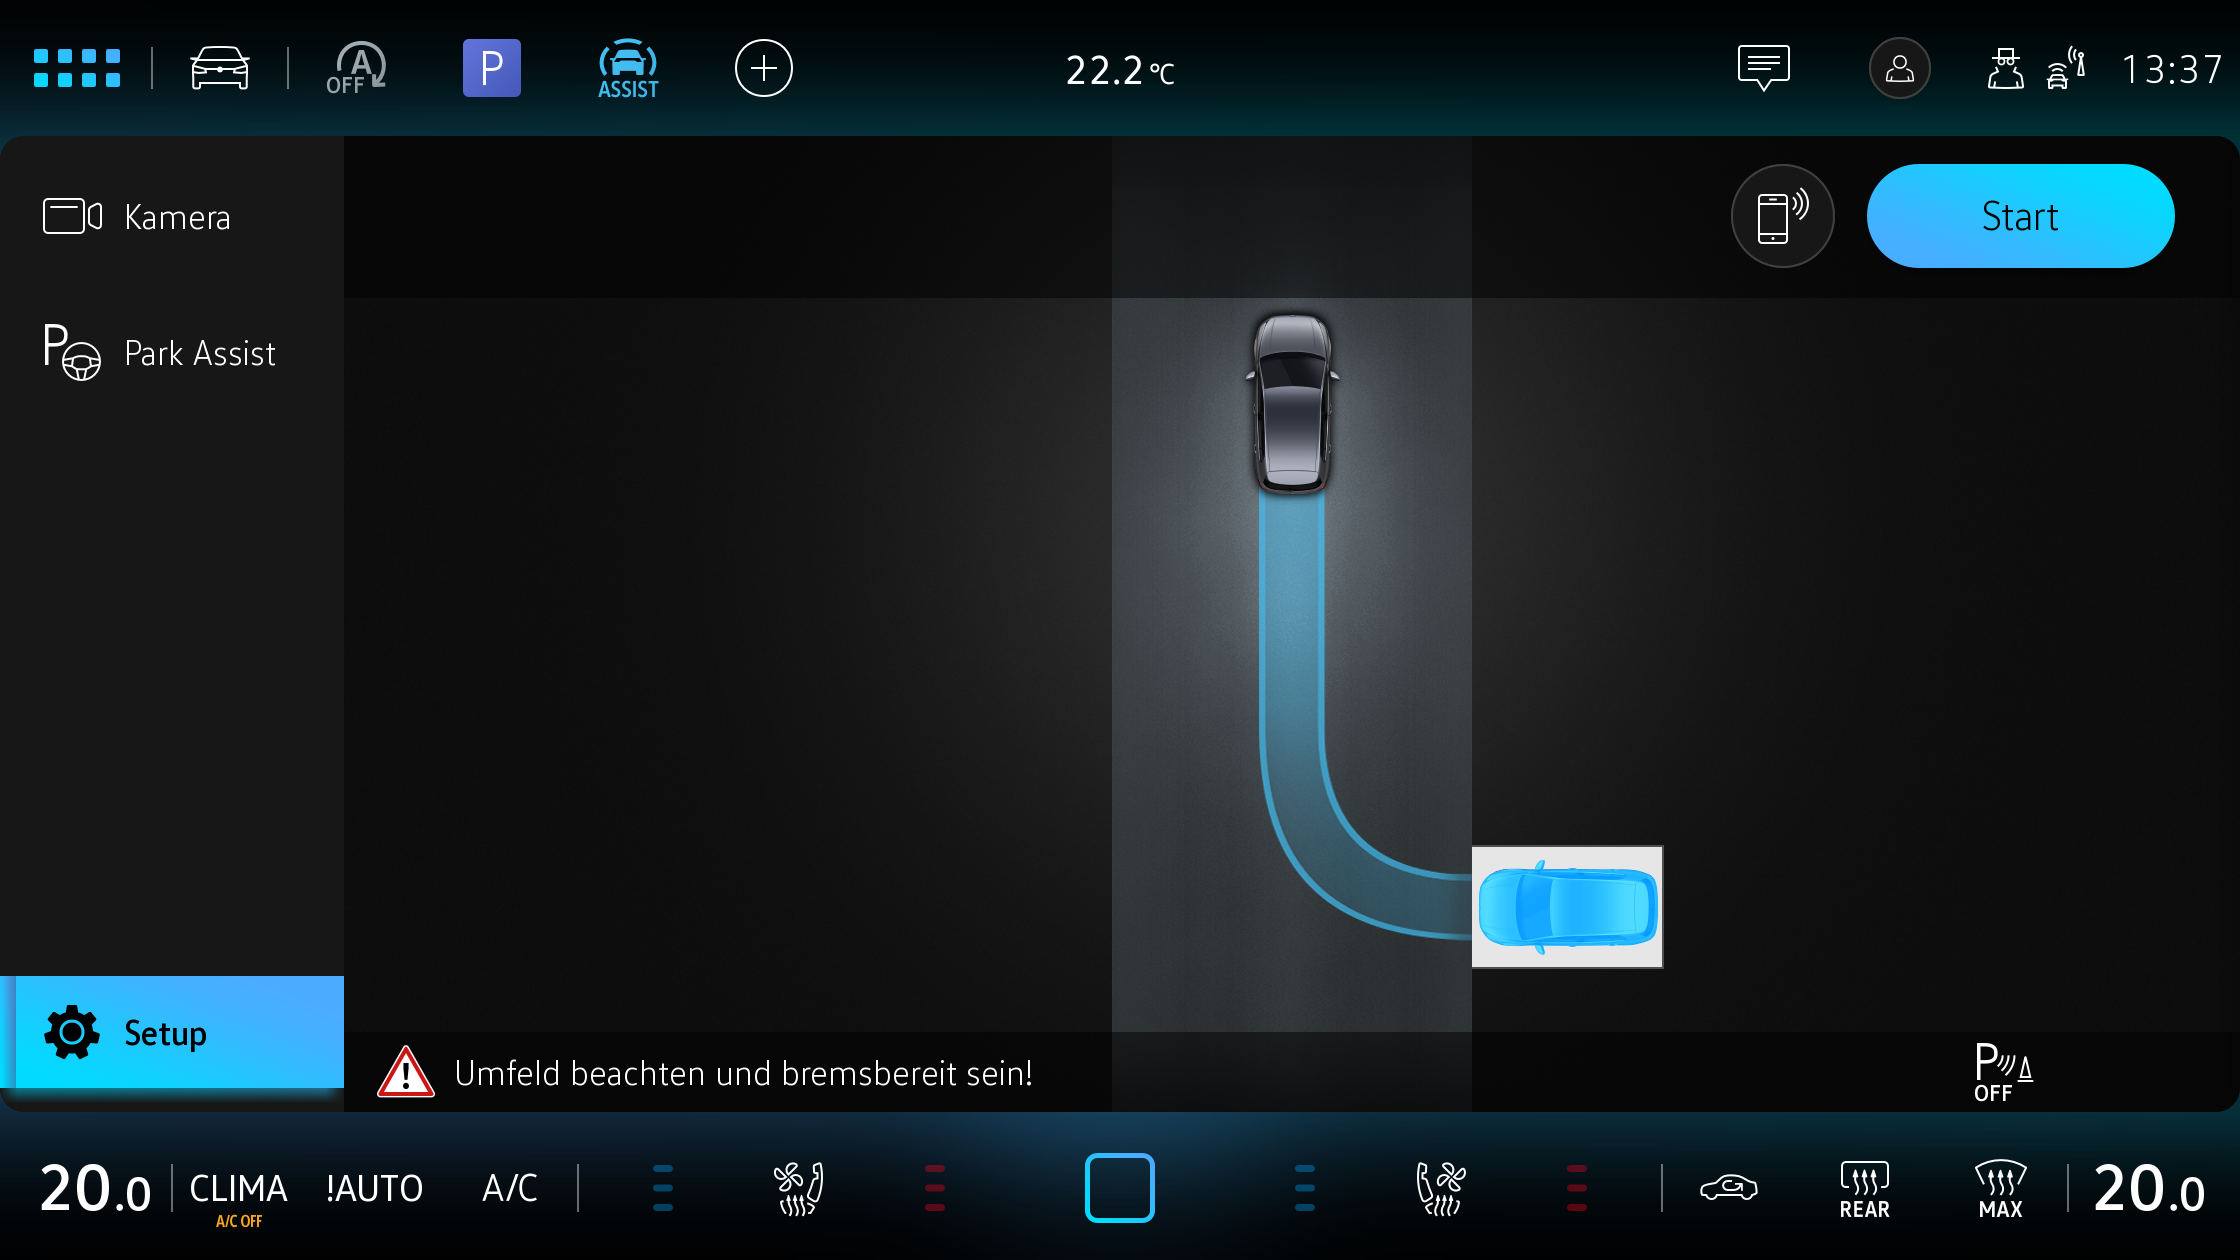 A
OFF
P
ASSIST
22.2 °C
13:37
Kamera
Start
P
Park Assist
Setup
Umfeld beachten und bremsbereit sein!
P
OFF
20.0
CLIMA
A/C OFF
!AUTO
A/C
REAR
MAX
20.0